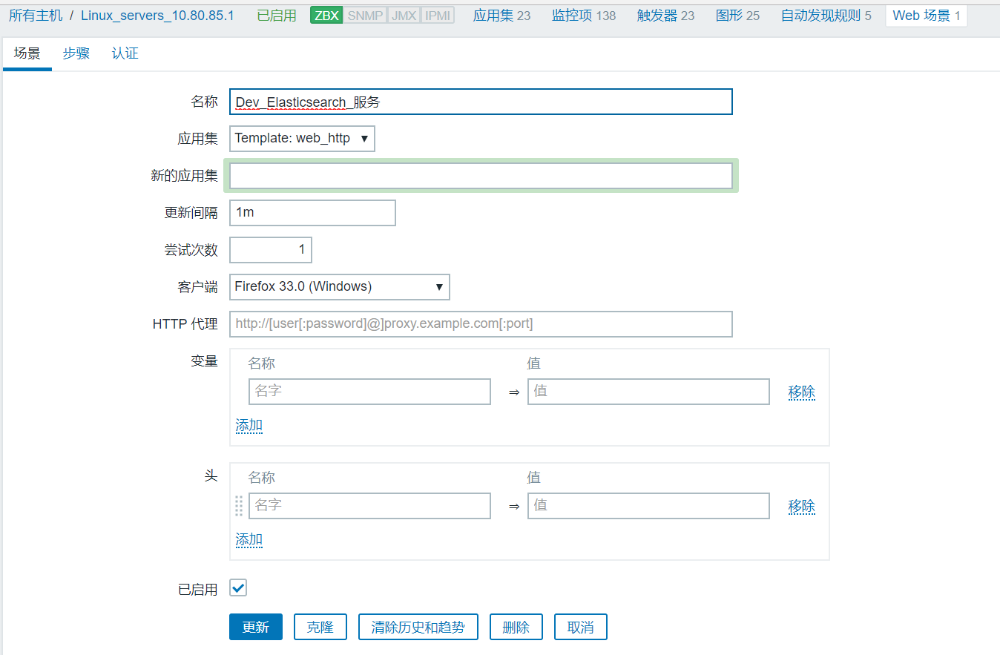 所有主机 / Linux_servers_10.80.85.1 已启用 ZBX SNMP JMX IPMI 应用集 23 监控项 138 触发器 23 图形 25 自动发现规则 5 Web 场景 1
场景 步骤 认证
名称 Dev_Elasticsearch_服务
应用集 Template: web_http ▼
新的应用集
更新间隔 1m
尝试次数 1
客户端 Firefox 33.0 (Windows) ▼
HTTP 代理 http://[user[:password]@]proxy.example.com[:port]
变量 名称 值
名字 ⇒ 值 移除
添加
头 名称 值
名字 ⇒ 值 移除
添加
已启用
更新 克隆 清除历史和趋势 删除 取消